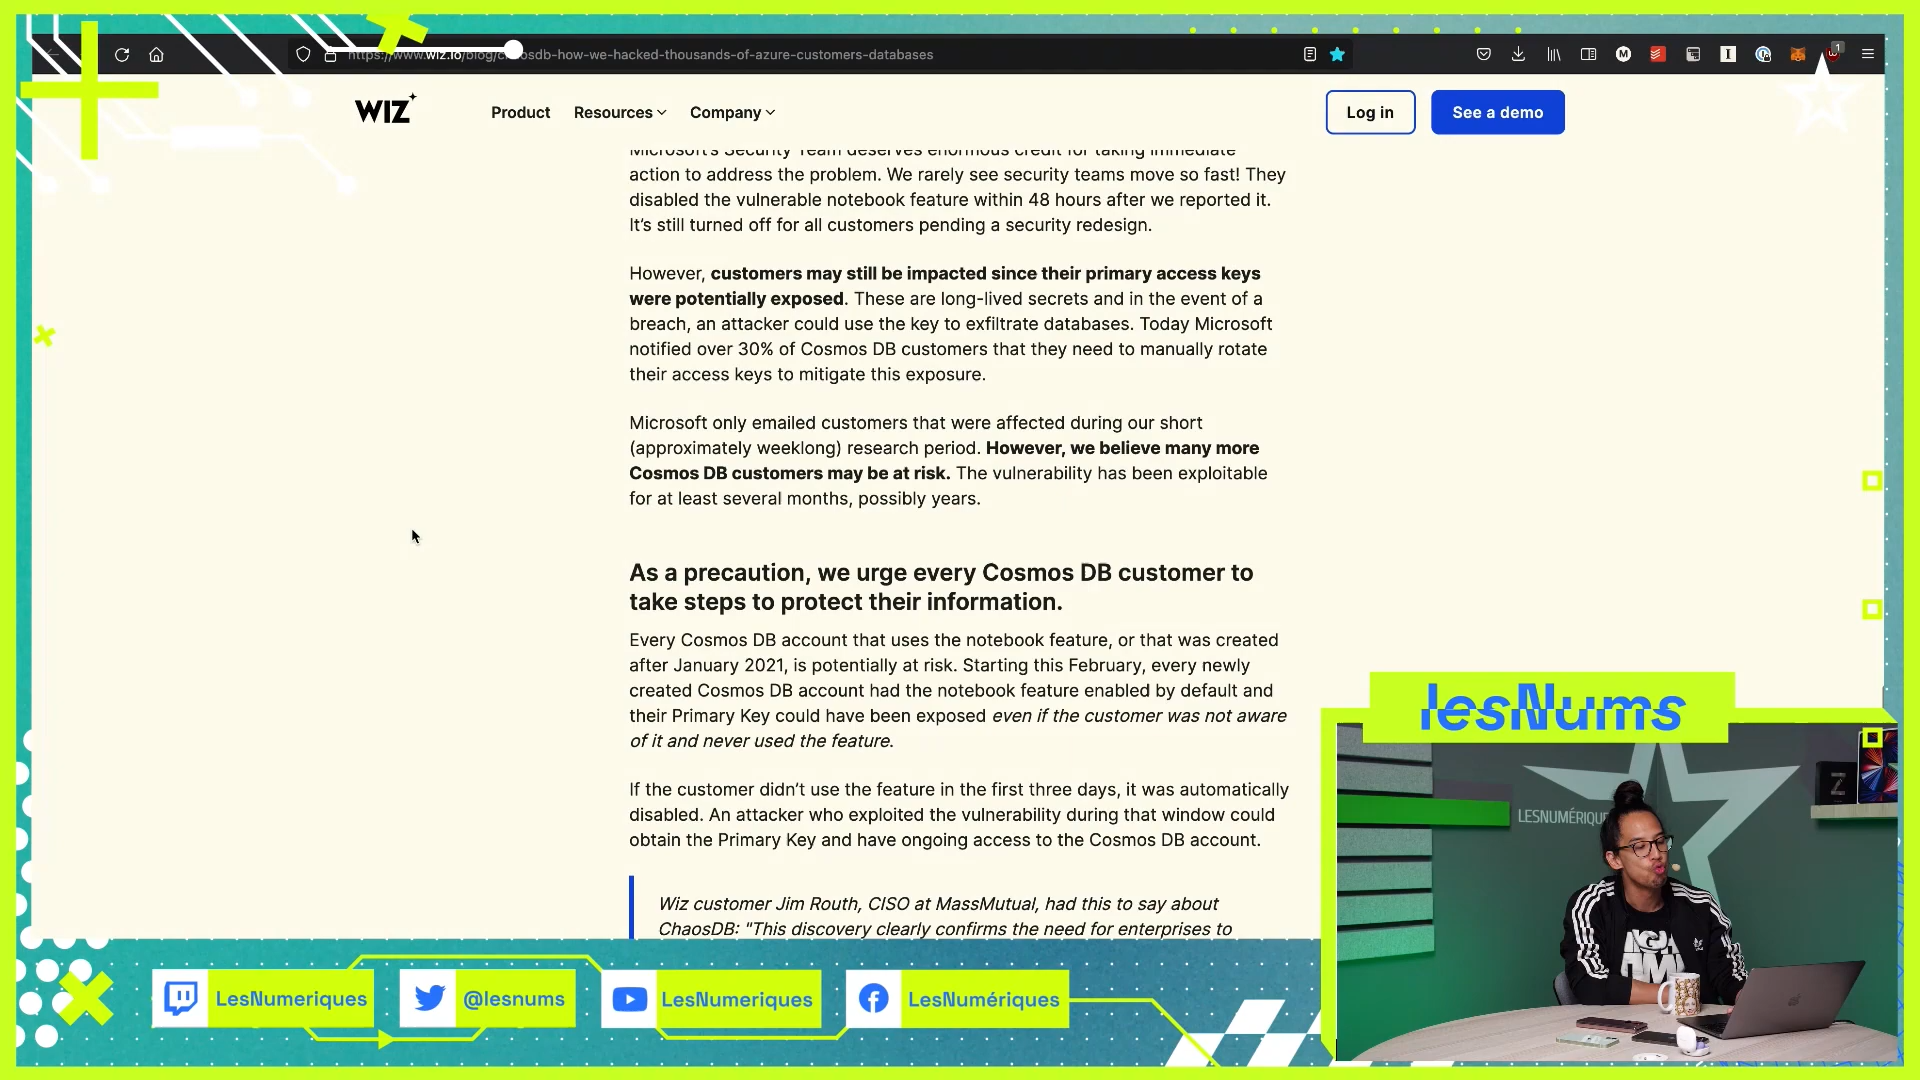 https://www.wiz.io/blog/chaosdb-how-we-hacked-thousands-of-azure-customers-databases
M
I
1
WIZ
Product
Resources
Company
Log in
See a demo
Microsoft's Security Team deserves enormous credit for taking immediate
action to address the problem. We rarely see security teams move so fast! They
disabled the vulnerable notebook feature within 48 hours after we reported it.
It's still turned off for all customers pending a security redesign.
However, customers may still be impacted since their primary access keys
were potentially exposed. These are long-lived secrets and in the event of a
breach, an attacker could use the key to exfiltrate databases. Today Microsoft
notified over 30% of Cosmos DB customers that they need to manually rotate
their access keys to mitigate this exposure.
Microsoft only emailed customers that were affected during our short
(approximately weeklong) research period. However, we believe many more
Cosmos DB customers may be at risk. The vulnerability has been exploitable
for at least several months, possibly years.
As a precaution, we urge every Cosmos DB customer to
take steps to protect their information.
Every Cosmos DB account that uses the notebook feature, or that was created
after January 2021, is potentially at risk. Starting this February, every newly
created Cosmos DB account had the notebook feature enabled by default and
their Primary Key could have been exposed even if the customer was not aware
of it and never used the feature.
If the customer didn't use the feature in the first three days, it was automatically
disabled. An attacker who exploited the vulnerability during that window could
obtain the Primary Key and have ongoing access to the Cosmos DB account.
Wiz customer Jim Routh, CISO at MassMutual, had this to say about
ChaosDB: "This discovery clearly confirms the need for enterprises to
lesNums
Z
LesNumeriques
@lesnums
LesNumeriques
LesNumériques